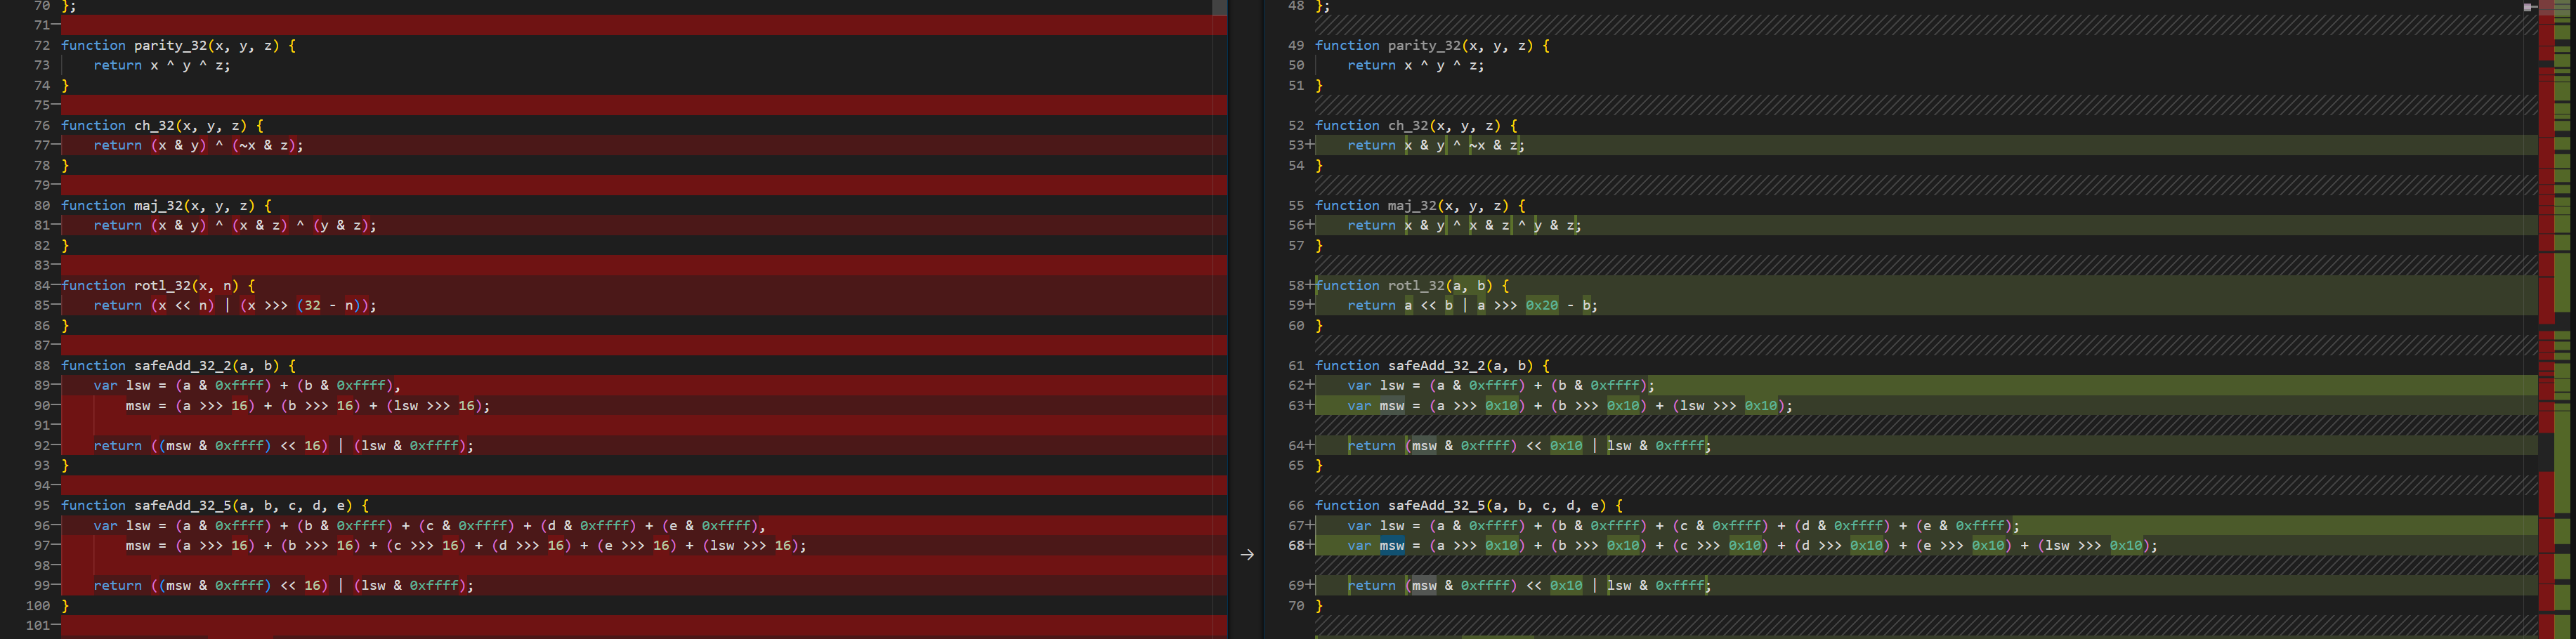 70 };
71−
72 function parity_32(x, y, z) {
73 return x ^ y ^ z;
74 }
75−
76 function ch_32(x, y, z) {
77− return (x & y) ^ (~x & z);
78 }
79−
80 function maj_32(x, y, z) {
81− return (x & y) ^ (x & z) ^ (y & z);
82 }
83−
84− function rotl_32(x, n) {
85− return (x << n) | (x >>> (32 - n));
86 }
87−
88 function safeAdd_32_2(a, b) {
89− var lsw = (a & 0xffff) + (b & 0xffff),
90− msw = (a >>> 16) + (b >>> 16) + (lsw >>> 16);
91−
92− return ((msw & 0xffff) << 16) | (lsw & 0xffff);
93 }
94−
95 function safeAdd_32_5(a, b, c, d, e) {
96− var lsw = (a & 0xffff) + (b & 0xffff) + (c & 0xffff) + (d & 0xffff) + (e & 0xffff),
97− msw = (a >>> 16) + (b >>> 16) + (c >>> 16) + (d >>> 16) + (e >>> 16) + (lsw >>> 16);
98−
99− return ((msw & 0xffff) << 16) | (lsw & 0xffff);
100 }
101−
→
48 };
49 function parity_32(x, y, z) {
50 return x ^ y ^ z;
51 }
52 function ch_32(x, y, z) {
53+ return x & y ^ ~x & z;
54 }
55 function maj_32(x, y, z) {
56+ return x & y ^ x & z ^ y & z;
57 }
58+ function rotl_32(a, b) {
59+ return a << b | a >>> 0x20 - b;
60 }
61 function safeAdd_32_2(a, b) {
62+ var lsw = (a & 0xffff) + (b & 0xffff);
63+ var msw = (a >>> 0x10) + (b >>> 0x10) + (lsw >>> 0x10);
64+ return (msw & 0xffff) << 0x10 | lsw & 0xffff;
65 }
66 function safeAdd_32_5(a, b, c, d, e) {
67+ var lsw = (a & 0xffff) + (b & 0xffff) + (c & 0xffff) + (d & 0xffff) + (e & 0xffff);
68+ var msw = (a >>> 0x10) + (b >>> 0x10) + (c >>> 0x10) + (d >>> 0x10) + (e >>> 0x10) + (lsw >>> 0x10);
69+ return (msw & 0xffff) << 0x10 | lsw & 0xffff;
70 }